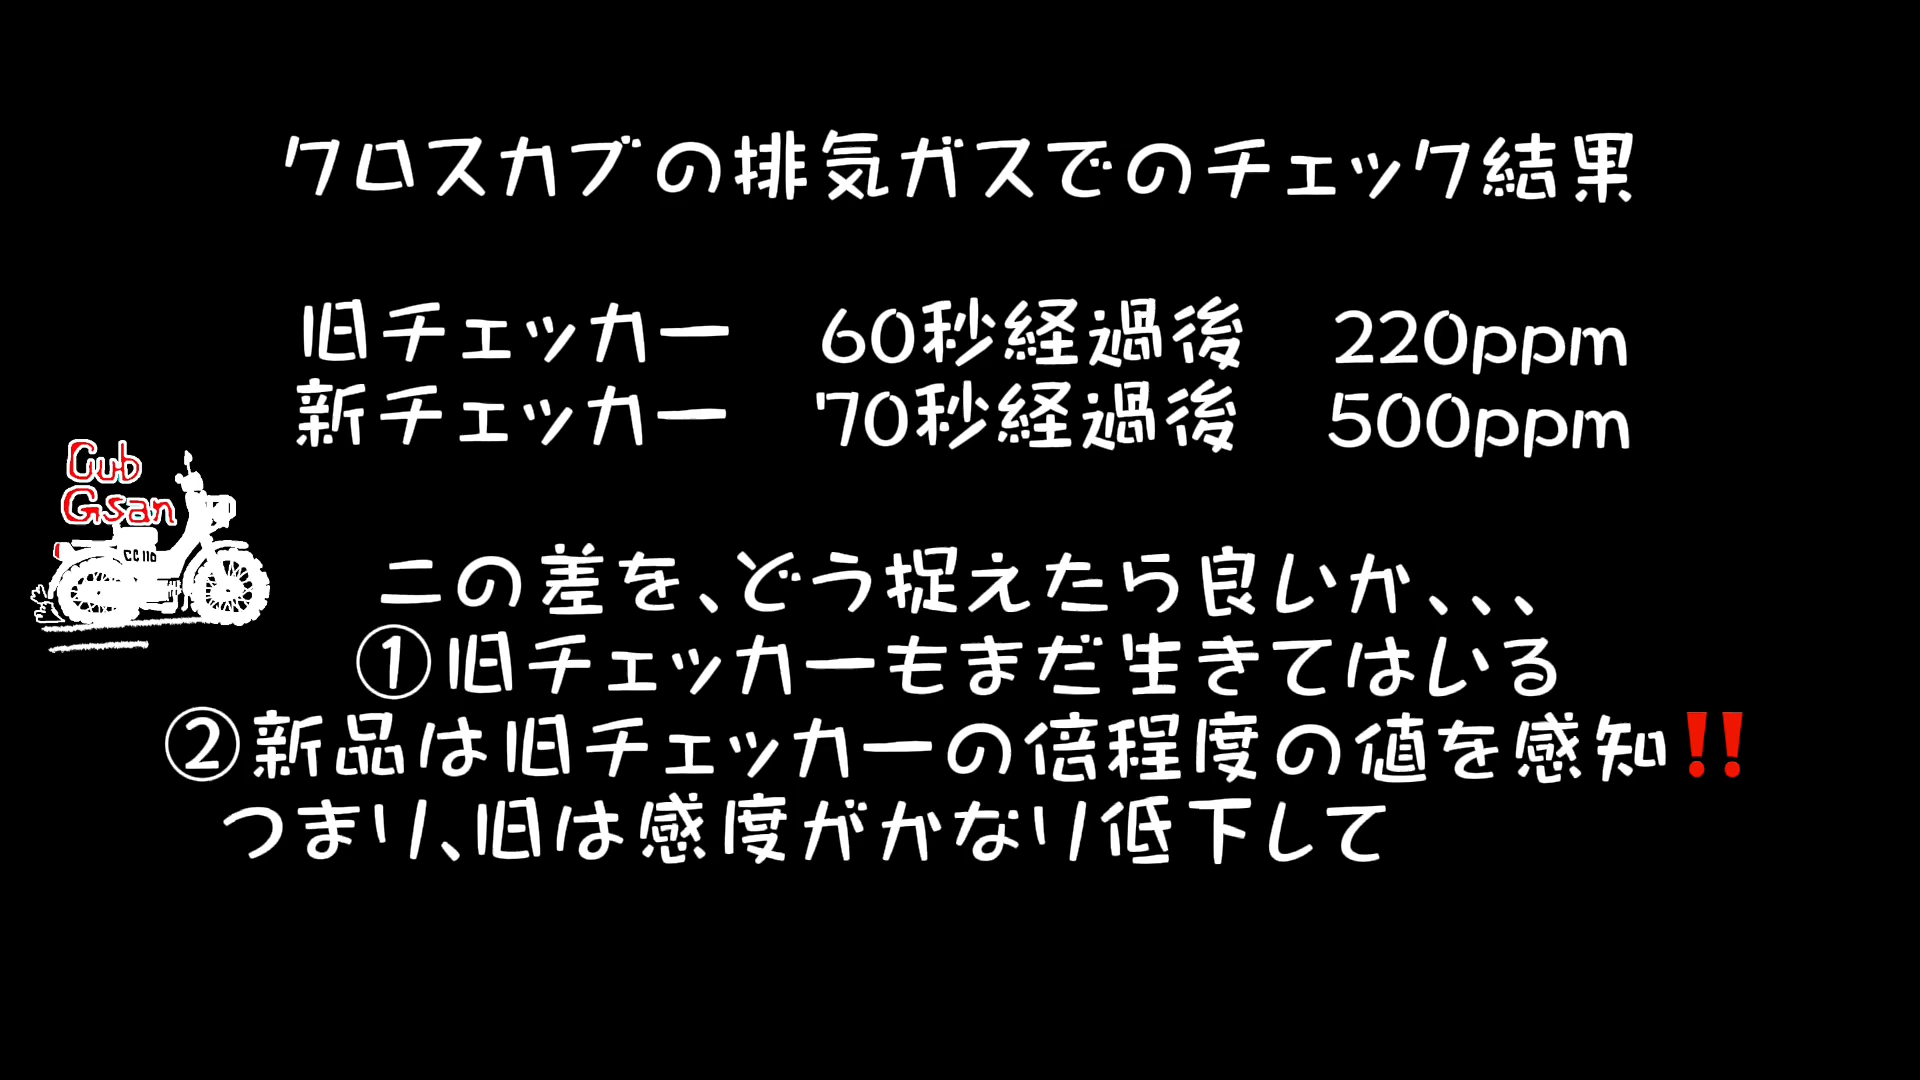 クロスカブの排気ガスでのチェック結果
旧チェッカー　60秒経過後　220ppm
新チェッカー　70秒経過後　500ppm
Cub
Gsan
CC110
この差を、どう捉えたら良いか、、、
①旧チェッカーもまだ生きてはいる
②新品は旧チェッカーの倍程度の値を感知‼
つまり、旧は感度がかなり低下して